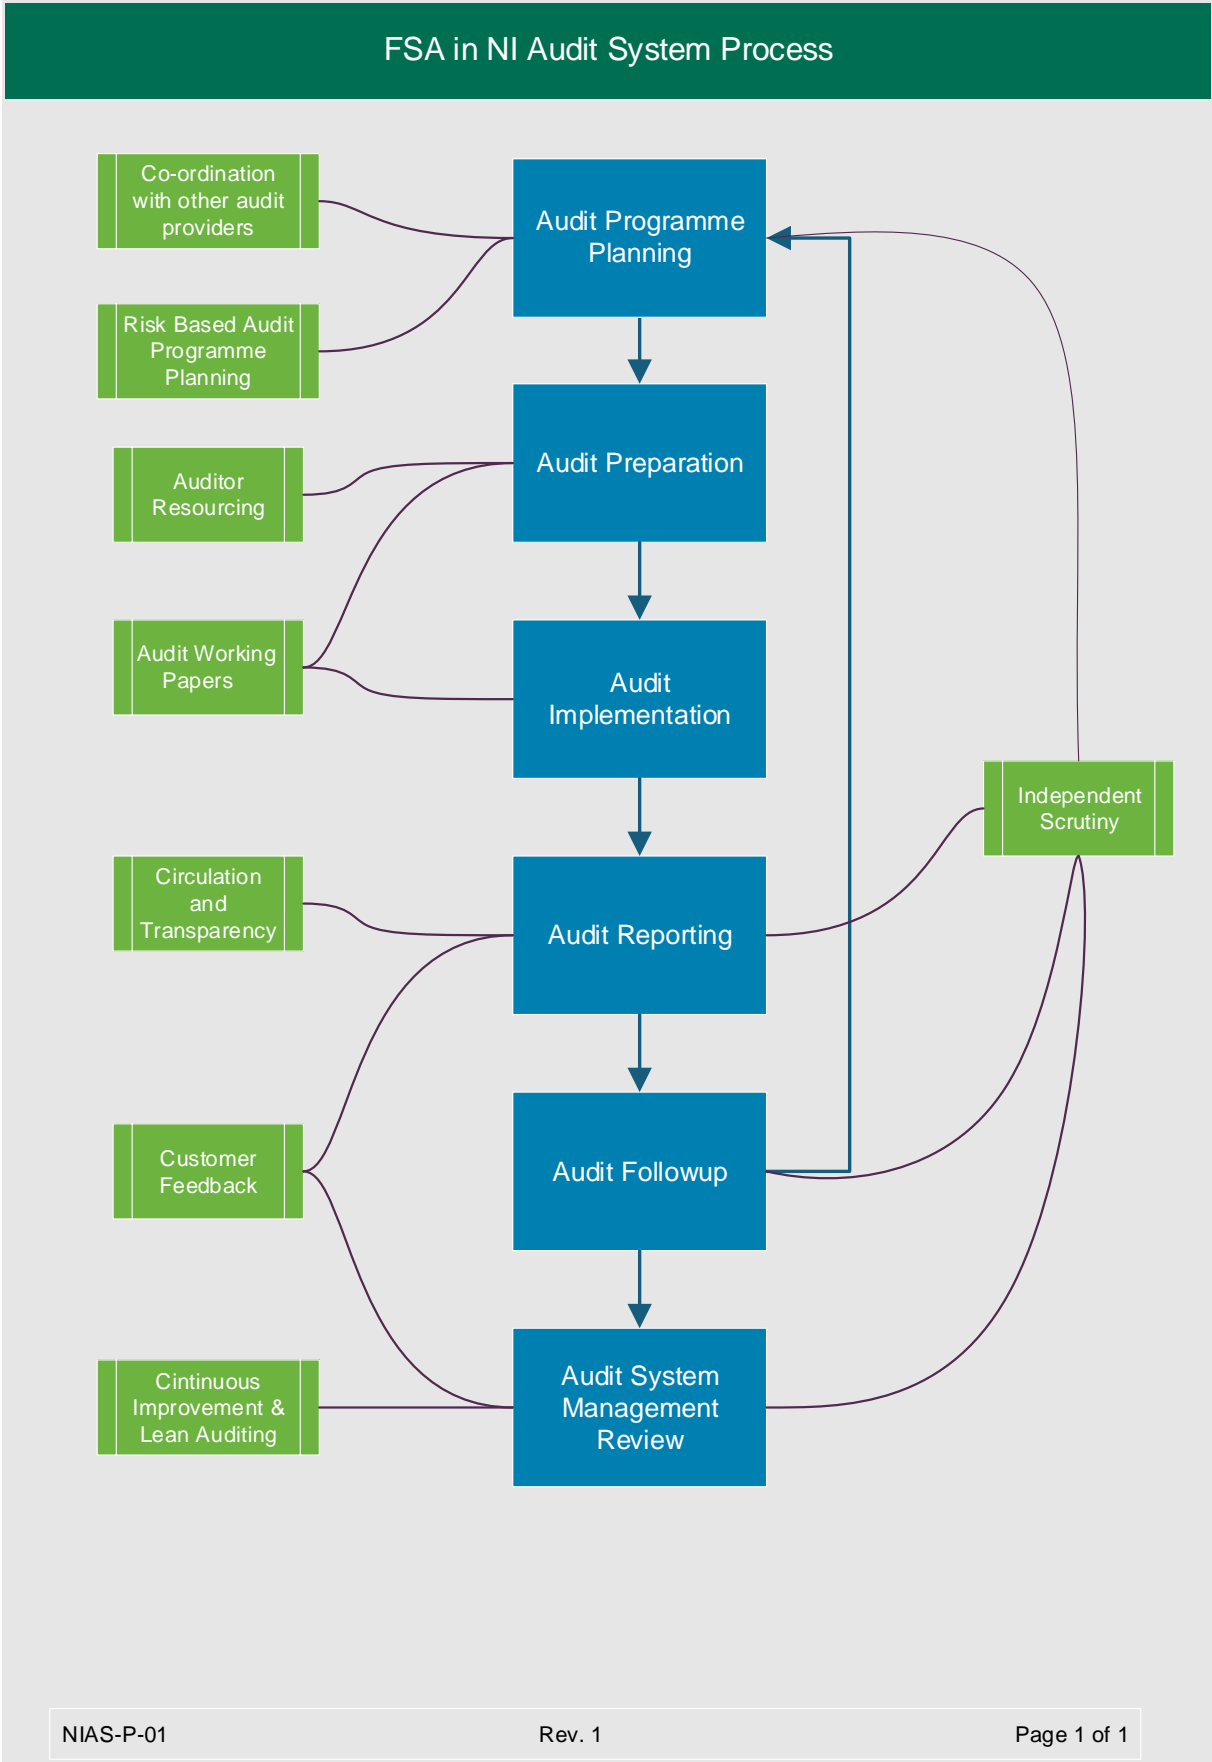 FSA in NI Audit System Process
Co-ordination
with other audit
providers
Audit Programme
Planning
Risk Based Audit
Programme
Planning
Audit Preparation
Auditor
Resourcing
Audit Working
Papers
Audit
Implementation
Independent
Scrutiny
Circulation
and
Transparency
Audit Reporting
Customer
Feedback
Audit Followup
Cintinuous
Improvement &
Lean Auditing
Audit System
Management
Review
NIAS-P-01 Rev. 1 Page 1 of 1